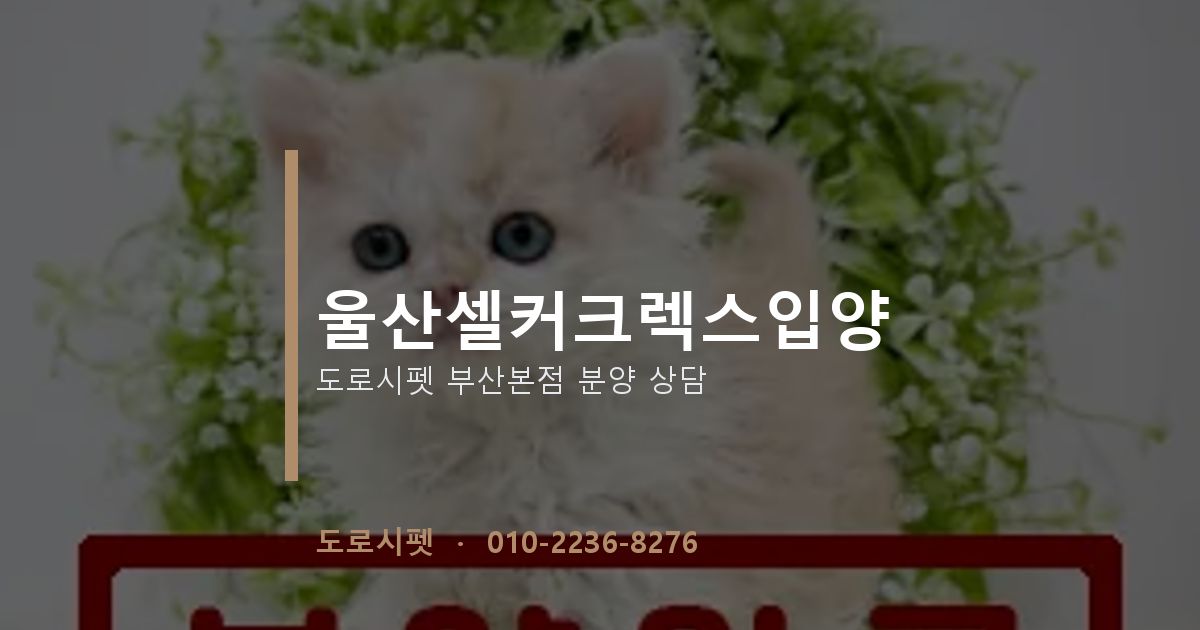 울산셀커크렉스입양
도로시펫 부산본점 분양 상담
도로시펫 · 010-2236-8276